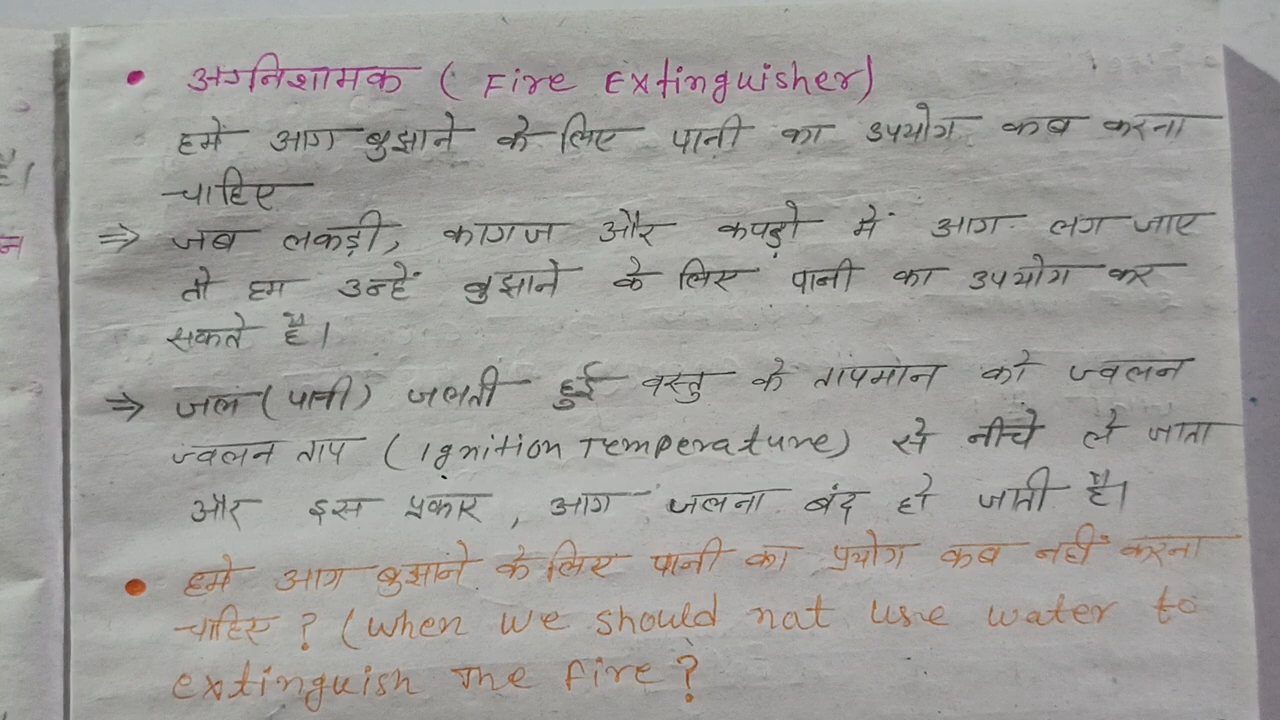 है।
न
• अग्निशामक ( Fire Extinguisher)
हमें आग बुझाने के लिए पानी का उपयोग कब करना
चाहिए
⇒ जब लकड़ी, कागज और कपड़ो में आग लग जाए
तो हम उन्हें बुझाने के लिए पानी का उपयोग कर
सकते है।
⇒ जल (पानी) जलती हुई वस्तु के तापमान को ज्वलन
ज्वलन ताप ( Ignition Temperature) से नीचे ले जाता
और इस प्रकार, आग जलना बंद हो जाती है।
• हमे आग बुझाने के लिए पानी का प्रयोग कब नहीं करना
चाहिए ? (When we should not use water to
extinguish the fire ?